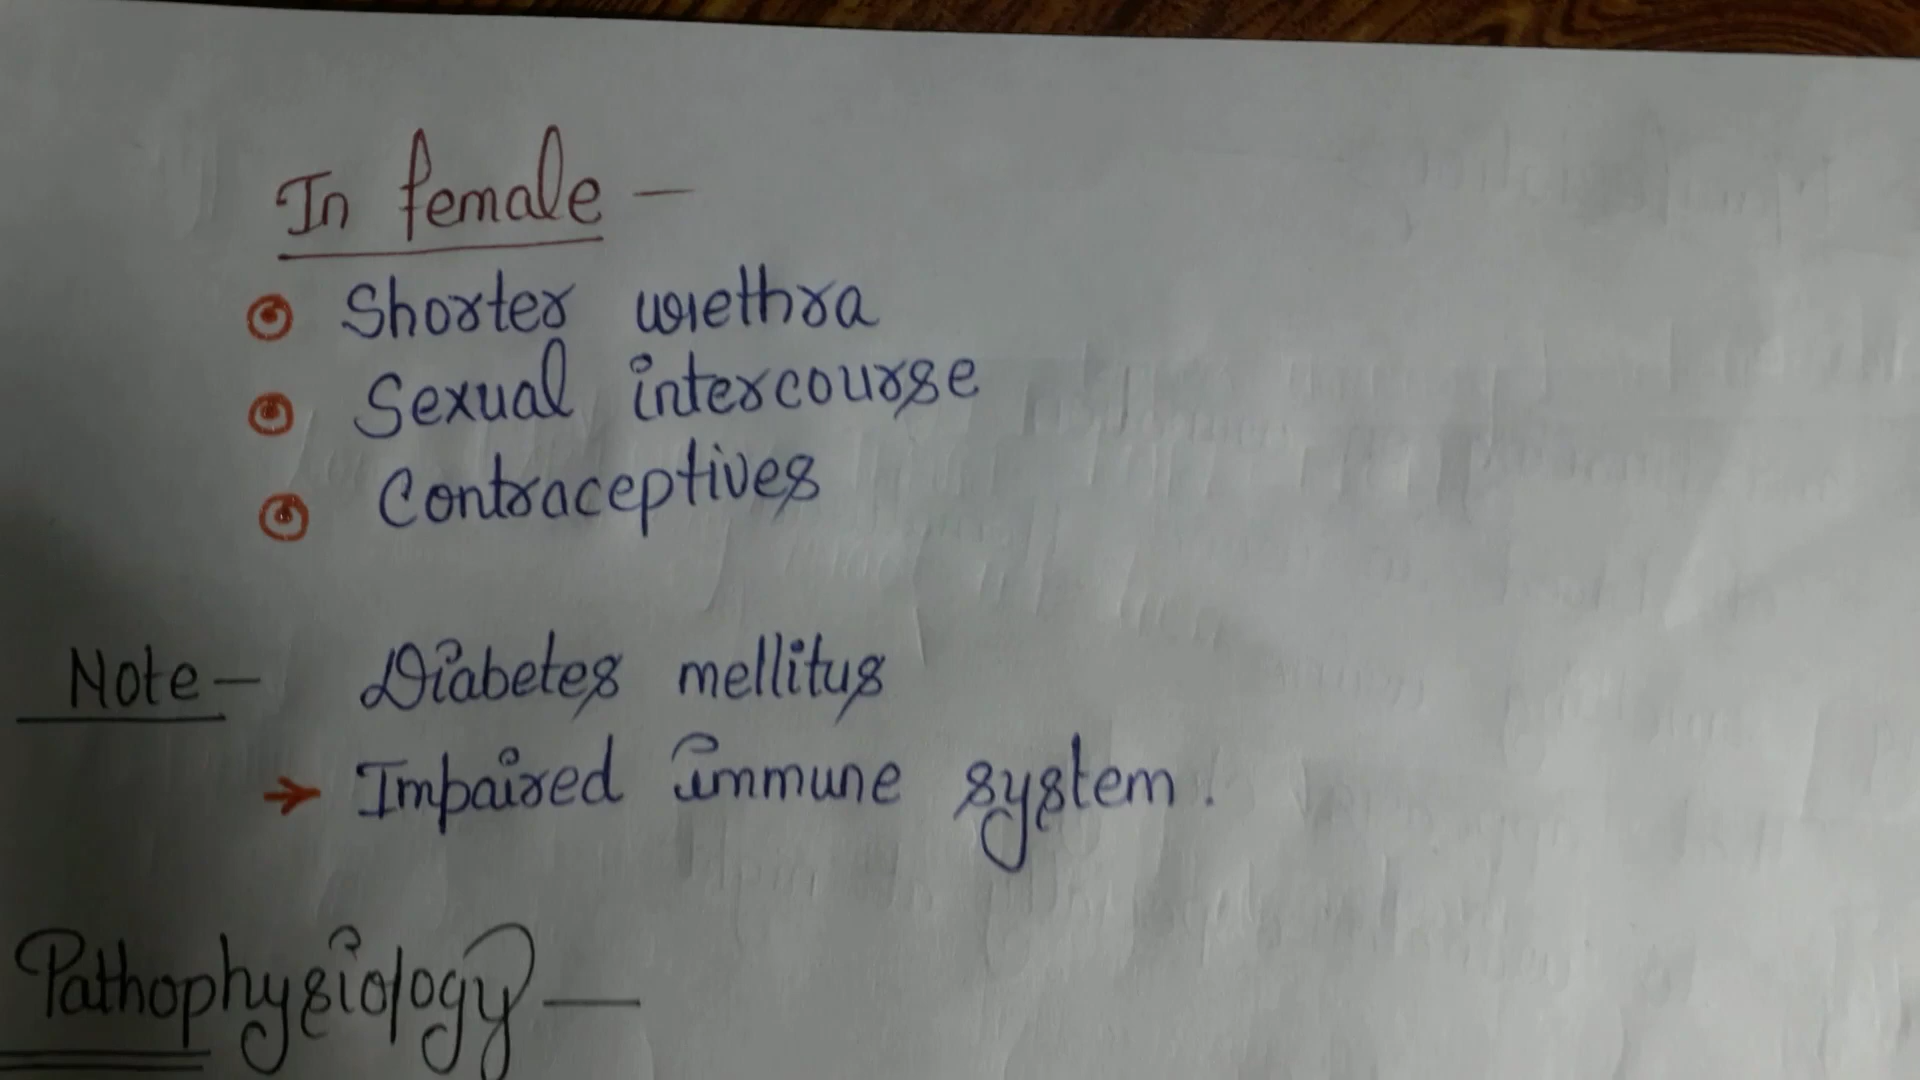 In female —
Shorter urethra
Sexual intercourse
Contraceptives
Note — Diabetes mellitus
→ Impaired immune system.
Pathophysiology —